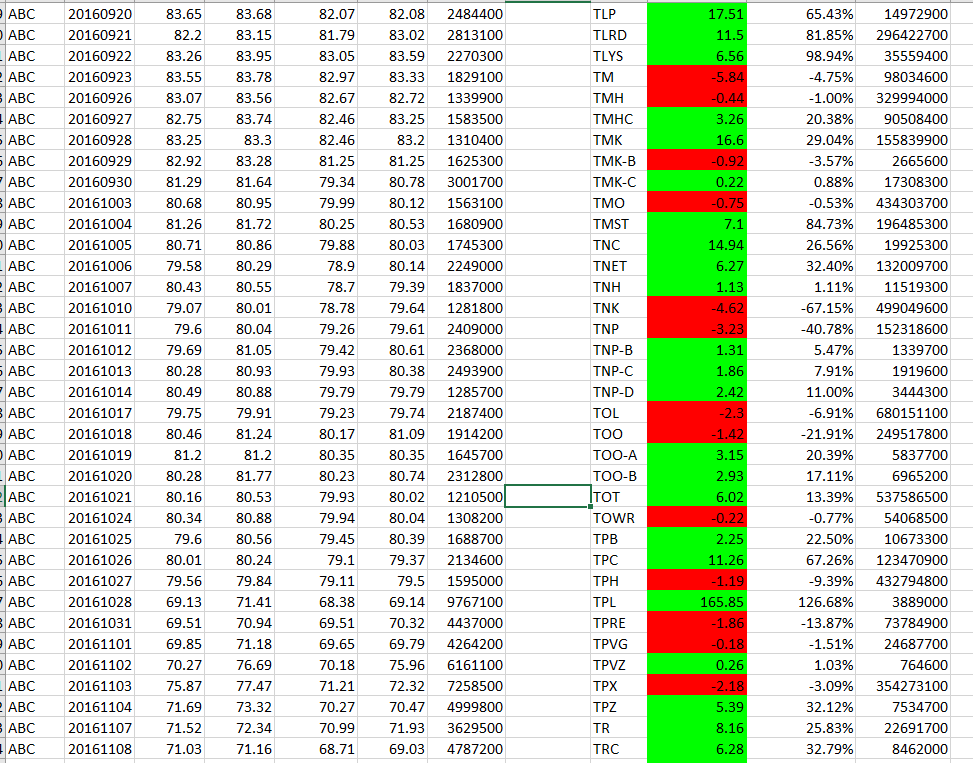 ABC 20160920 83.65 83.68 82.07 82.08 2484400 TLP 17.51 65.43% 14972900
ABC 20160921 82.2 83.15 81.79 83.02 2813100 TLRD 11.5 81.85% 296422700
ABC 20160922 83.26 83.95 83.05 83.59 2270300 TLYS 6.56 98.94% 35559400
ABC 20160923 83.55 83.78 82.97 83.33 1829100 TM -5.84 -4.75% 98034600
ABC 20160926 83.07 83.56 82.67 82.72 1339900 TMH -0.44 -1.00% 329994000
ABC 20160927 82.75 83.74 82.46 83.25 1583500 TMHC 3.26 20.38% 90508400
ABC 20160928 83.25 83.3 82.46 83.2 1310400 TMK 16.6 29.04% 155839900
ABC 20160929 82.92 83.28 81.25 81.25 1625300 TMK-B -0.92 -3.57% 2665600
ABC 20160930 81.29 81.64 79.34 80.78 3001700 TMK-C 0.22 0.88% 17308300
ABC 20161003 80.68 80.95 79.99 80.12 1563100 TMO -0.75 -0.53% 434303700
ABC 20161004 81.26 81.72 80.25 80.53 1680900 TMST 7.1 84.73% 196485300
ABC 20161005 80.71 80.86 79.88 80.03 1745300 TNC 14.94 26.56% 19925300
ABC 20161006 79.58 80.29 78.9 80.14 2249000 TNET 6.27 32.40% 132009700
ABC 20161007 80.43 80.55 78.7 79.39 1837000 TNH 1.13 1.11% 11519300
ABC 20161010 79.07 80.01 78.78 79.64 1281800 TNK -4.62 -67.15% 499049600
ABC 20161011 79.6 80.04 79.26 79.61 2409000 TNP -3.23 -40.78% 152318600
ABC 20161012 79.69 81.05 79.42 80.61 2368000 TNP-B 1.31 5.47% 1339700
ABC 20161013 80.28 80.93 79.93 80.38 2493900 TNP-C 1.86 7.91% 1919600
ABC 20161014 80.49 80.88 79.79 79.79 1285700 TNP-D 2.42 11.00% 3444300
ABC 20161017 79.75 79.91 79.23 79.74 2187400 TOL -2.3 -6.91% 680151100
ABC 20161018 80.46 81.24 80.17 81.09 1914200 TOO -1.42 -21.91% 249517800
ABC 20161019 81.2 81.2 80.35 80.35 1645700 TOO-A 3.15 20.39% 5837700
ABC 20161020 80.28 81.77 80.23 80.74 2312800 TOO-B 2.93 17.11% 6965200
ABC 20161021 80.16 80.53 79.93 80.02 1210500 TOT 6.02 13.39% 537586500
ABC 20161024 80.34 80.88 79.94 80.04 1308200 TOWR -0.22 -0.77% 54068500
ABC 20161025 79.6 80.56 79.45 80.39 1688700 TPB 2.25 22.50% 10673300
ABC 20161026 80.01 80.24 79.1 79.37 2134600 TPC 11.26 67.26% 123470900
ABC 20161027 79.56 79.84 79.11 79.5 1595000 TPH -1.19 -9.39% 432794800
ABC 20161028 69.13 71.41 68.38 69.14 9767100 TPL 165.85 126.68% 3889000
ABC 20161031 69.51 70.94 69.51 70.32 4437000 TPRE -1.86 -13.87% 73784900
ABC 20161101 69.85 71.18 69.65 69.79 4264200 TPVG -0.18 -1.51% 24687700
ABC 20161102 70.27 76.69 70.18 75.96 6161100 TPVZ 0.26 1.03% 764600
ABC 20161103 75.87 77.47 71.21 72.32 7258500 TPX -2.18 -3.09% 354273100
ABC 20161104 71.69 73.32 70.27 70.47 4999800 TPZ 5.39 32.12% 7534700
ABC 20161107 71.52 72.34 70.99 71.93 3629500 TR 8.16 25.83% 22691700
ABC 20161108 71.03 71.16 68.71 69.03 4787200 TRC 6.28 32.79% 8462000